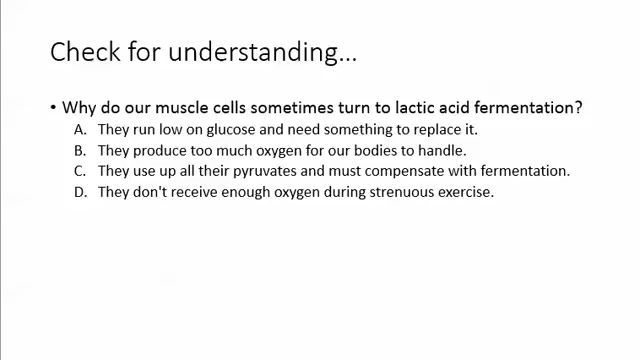 Check for understanding...
• Why do our muscle cells sometimes turn to lactic acid fermentation?
A. They run low on glucose and need something to replace it.
B. They produce too much oxygen for our bodies to handle.
C. They use up all their pyruvates and must compensate with fermentation.
D. They don't receive enough oxygen during strenuous exercise.